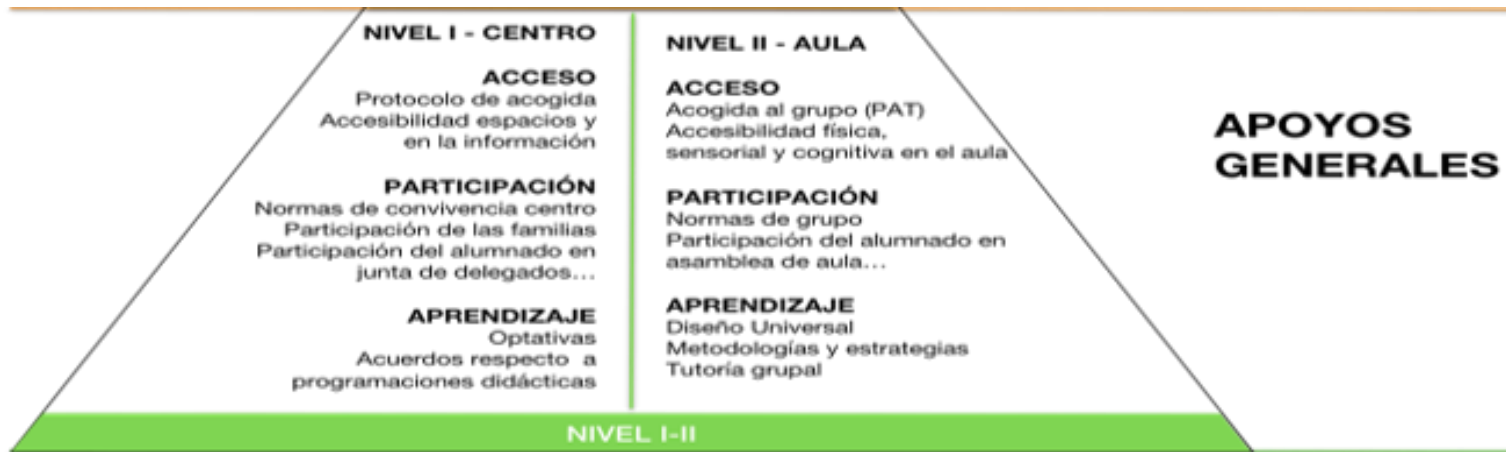 NIVEL I - CENTRO
ACCESO
Protocolo de acogida
Accesibilidad espacios y
en la información
PARTICIPACIÓN
Normas de convivencia centro
Participación de las familias
Participación del alumnado en
junta de delegados...
APRENDIZAJE
Optativas
Acuerdos respecto a
programaciones didácticas
NIVEL II - AULA
ACCESO
Acogida al grupo (PAT)
Accesibilidad física,
sensorial y cognitiva en el aula
PARTICIPACIÓN
Normas de grupo
Participación del alumnado en
asamblea de aula...
APRENDIZAJE
Diseño Universal
Metodologías y estrategias
Tutoría grupal
APOYOS
GENERALES
NIVEL I-II